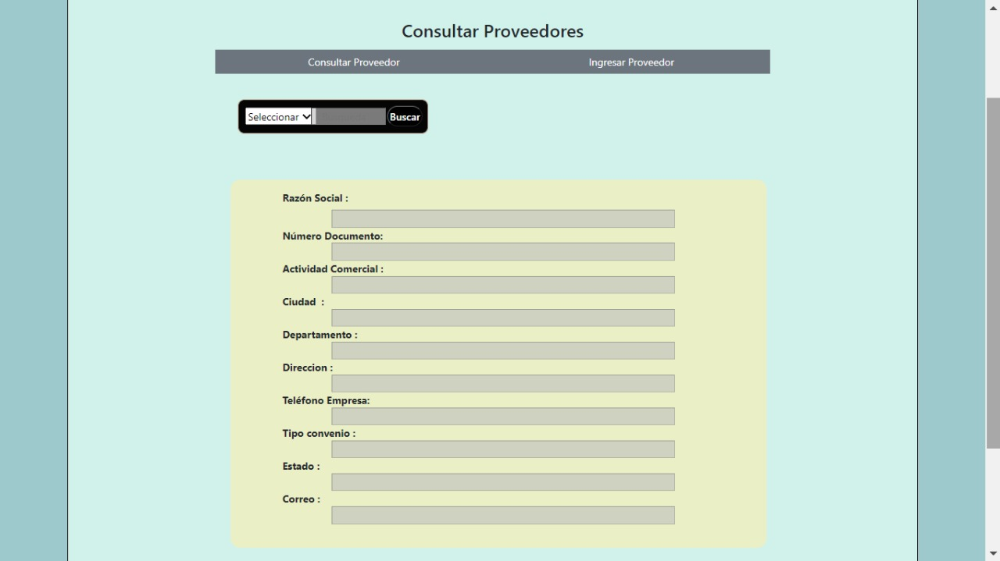 Consultar Proveedores
Consultar Proveedor Ingresar Proveedor
Seleccionar Buscar
Razón Social :
Número Documento:
Actividad Comercial :
Ciudad :
Departamento :
Direccion :
Teléfono Empresa:
Tipo convenio :
Estado :
Correo :